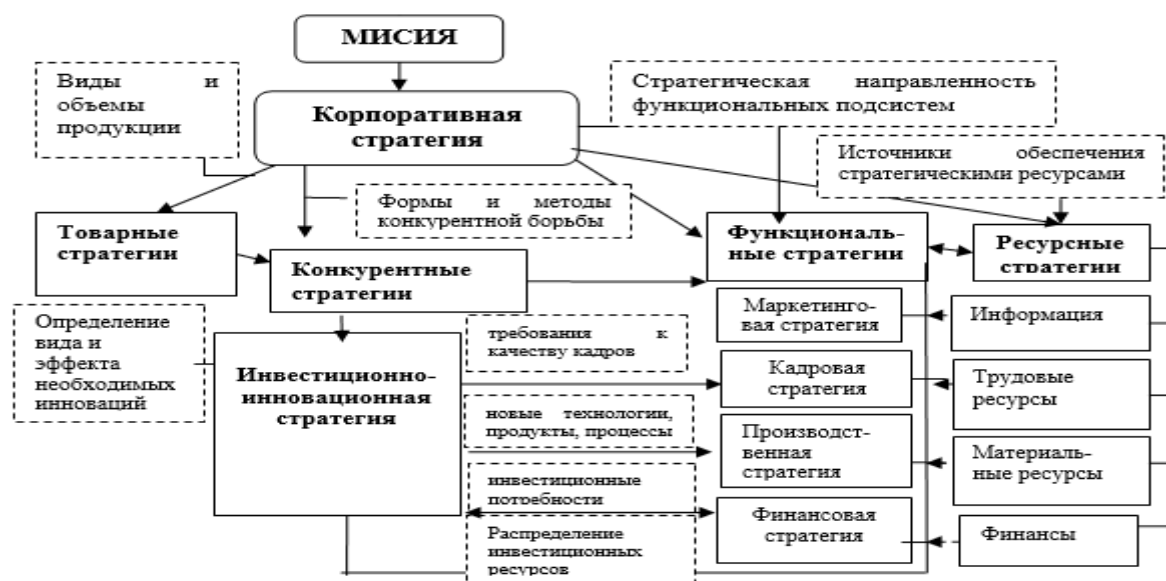 МИСИЯ
Виды и
объемы
продукции
Корпоративная
стратегия
Стратегическая направленность
функциональных подсистем
Источники обеспечения
стратегическими ресурсами
Формы и методы
конкурентной борьбы
Товарные
стратегии
Конкурентные
стратегии
Функциональ-
ные стратегии
Ресурсные
стратегии
Определение
вида и
эффекта
необходимых
инноваций
Инвестиционно-
инновационная
стратегия
требования к
качеству кадров
новые технологии,
продукты, процессы
инвестиционные
потребности
Распределение
инвестиционных
ресурсов
Маркетинго-
вая стратегия
Кадровая
стратегия
Производст-
венная
стратегия
Финансовая
стратегия
Информация
Трудовые
ресурсы
Материаль-
ные ресурсы
Финансы